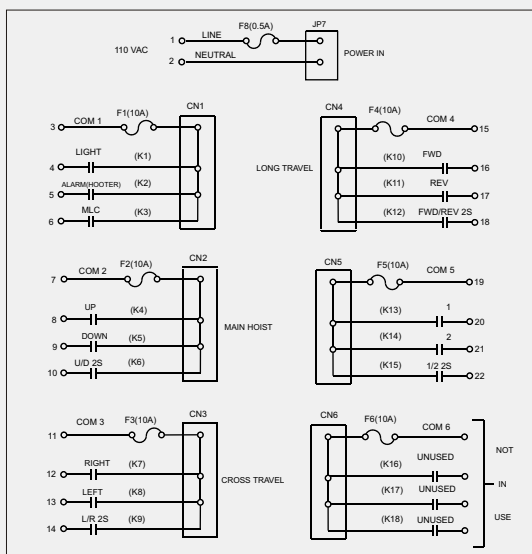 F8(0.5A) JP7
110 VAC 1 LINE POWER IN
2 NEUTRAL
F1(10A) CN1
3 COM 1
4 LIGHT (K1)
5 ALARM(HOOTER) (K2)
6 MLC (K3)
CN4 F4(10A)
COM 4 15
LONG TRAVEL
(K10) FWD 16
(K11) REV 17
(K12) FWD/REV 2S 18
F2(10A) CN2
7 COM 2
8 UP (K4)
MAIN HOIST
9 DOWN (K5)
10 U/D 2S (K6)
CN5 F5(10A)
COM 5 19
(K13) 1 20
(K14) 2 21
(K15) 1/2 2S 22
F3(10A) CN3
11 COM 3
12 RIGHT (K7)
CROSS TRAVEL
13 LEFT (K8)
14 L/R 2S (K9)
CN6 F6(10A)
COM 6
(K16) UNUSED
(K17) UNUSED
(K18) UNUSED
NOT
IN
USE